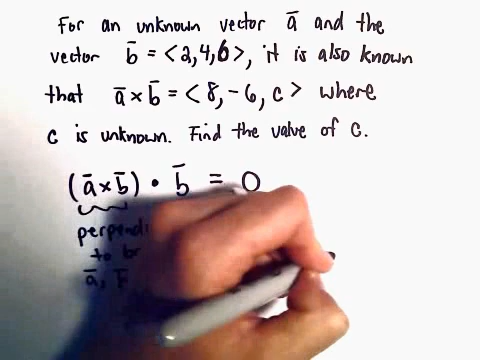 For an unknown vector a̅ and the
vector b̅ = <2,4,6>, it is also known
that a̅ × b̅ = <8, -6, c> where
c is unknown. Find the value of c.
(a̅ × b̅) • b̅ = 0
to
a̅, b̅